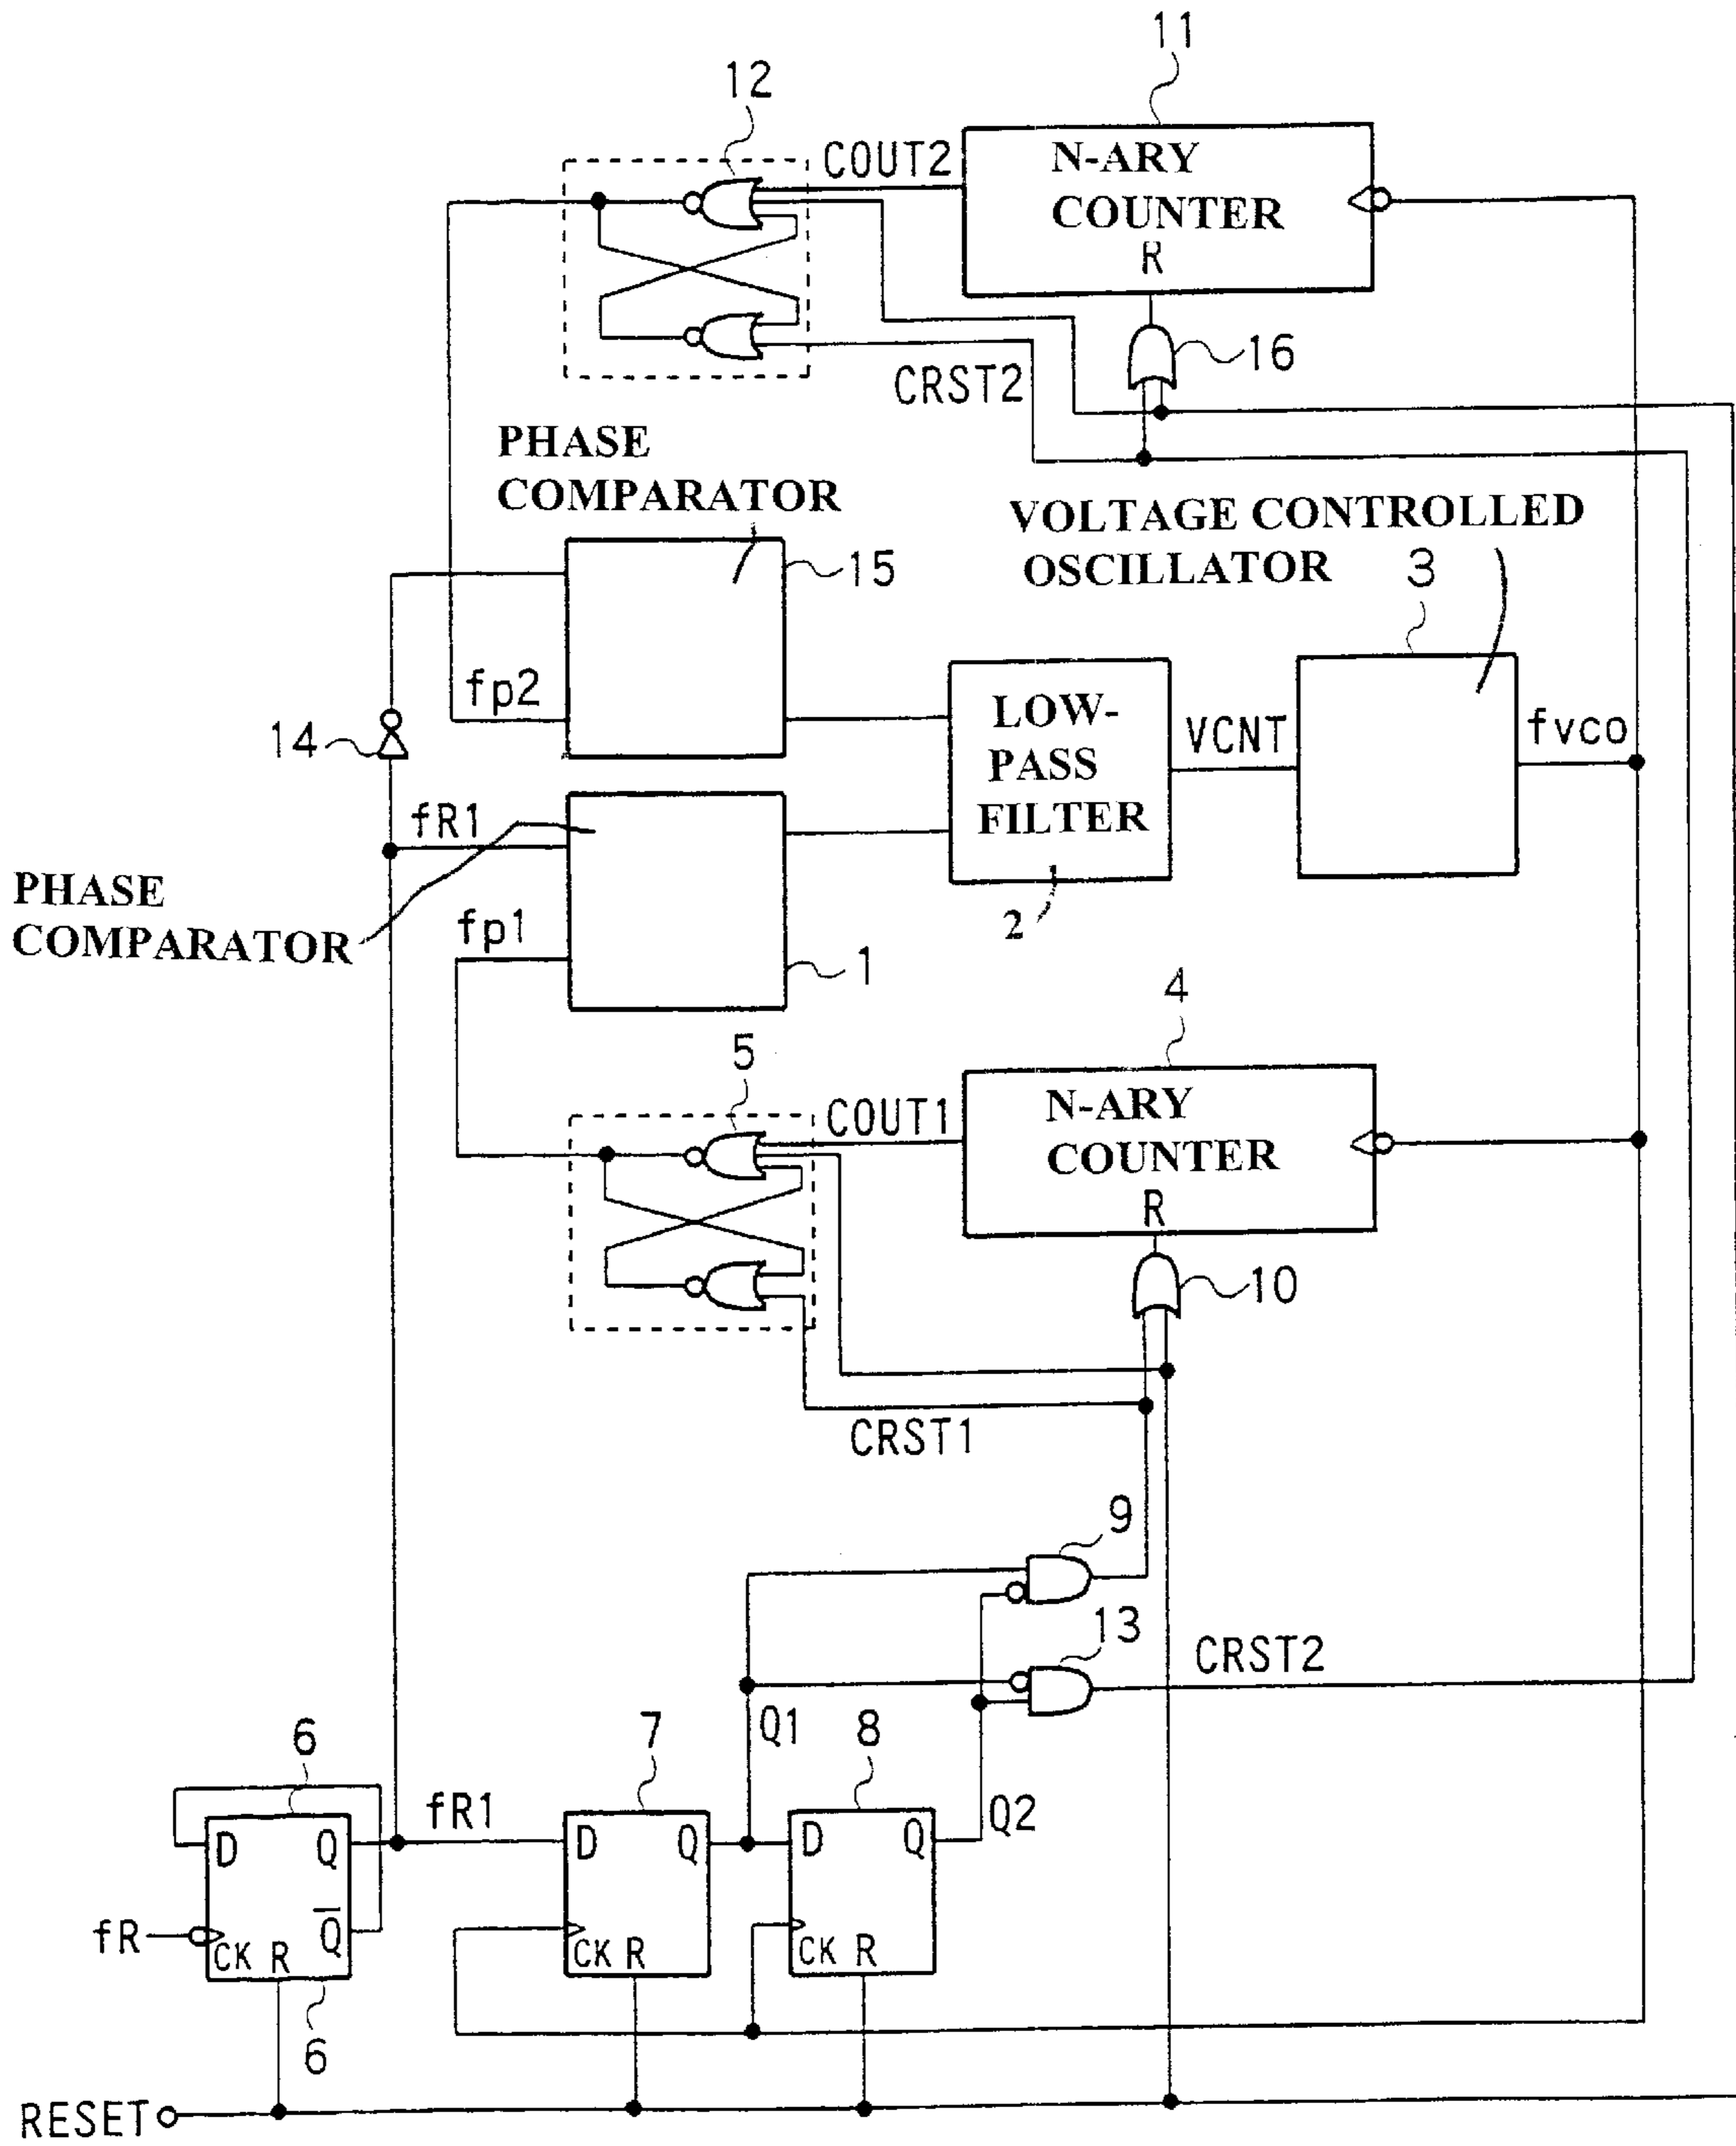 11
12
COUT2
N-ARY
COUNTER
R
16
CRST2
PHASE
COMPARATOR
VOLTAGE CONTROLLED
OSCILLATOR
15
3
fp2
LOW-
PASS
FILTER
VCNT
fvco
14
fR1
PHASE
COMPARATOR
2
fp1
1
4
5
COUT1
N-ARY
COUNTER
R
10
CRST1
9
13
CRST2
6
7
Q1
8
Q2
fR1
D
Q
D
Q
D
Q
fR
CK
R
Q̅
CK
R
CK
R
6
RESET